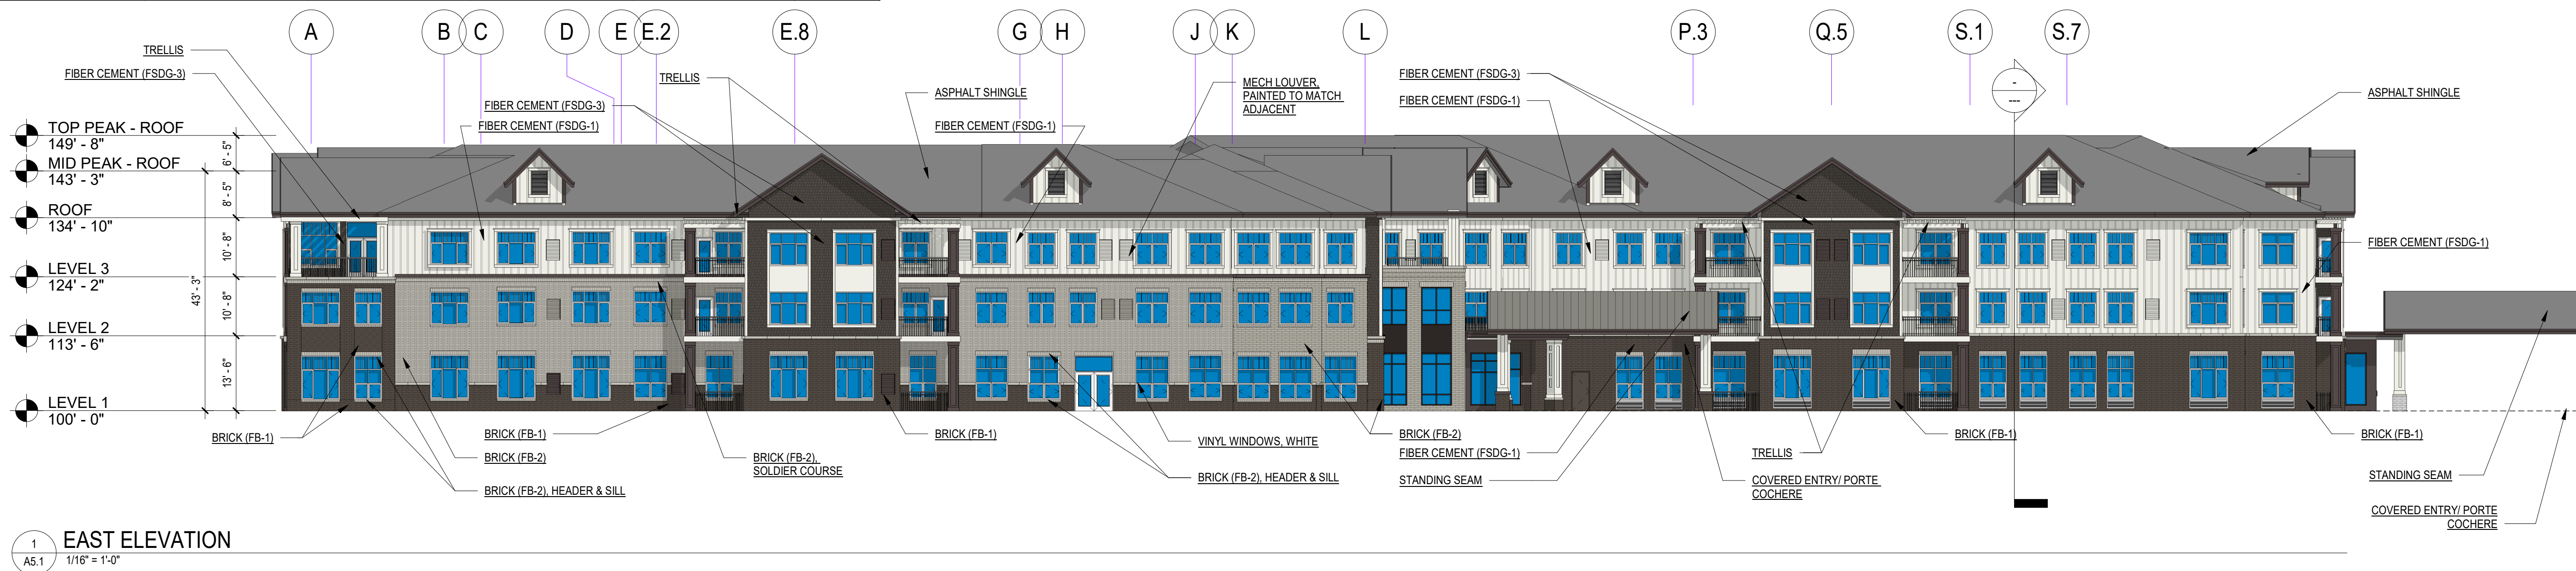 A
B
C
D
E
E.2
E.8
G
H
J
K
L
P.3
Q.5
S.1
S.7
-
---
TRELLIS
FIBER CEMENT (FSDG-3)
TRELLIS
FIBER CEMENT (FSDG-3)
FIBER CEMENT (FSDG-1)
ASPHALT SHINGLE
FIBER CEMENT (FSDG-1)
MECH LOUVER,
PAINTED TO MATCH
ADJACENT
FIBER CEMENT (FSDG-3)
FIBER CEMENT (FSDG-1)
ASPHALT SHINGLE
FIBER CEMENT (FSDG-1)
TOP PEAK - ROOF
149' - 8"
MID PEAK - ROOF
143' - 3"
ROOF
134' - 10"
LEVEL 3
124' - 2"
LEVEL 2
113' - 6"
LEVEL 1
100' - 0"
6' - 5"
8' - 5"
10' - 8"
10' - 8"
13' - 6"
43' - 3"
BRICK (FB-1)
BRICK (FB-1)
BRICK (FB-2)
BRICK (FB-2), HEADER & SILL
BRICK (FB-2),
SOLDIER COURSE
BRICK (FB-1)
VINYL WINDOWS, WHITE
BRICK (FB-2), HEADER & SILL
BRICK (FB-2)
FIBER CEMENT (FSDG-1)
STANDING SEAM
TRELLIS
COVERED ENTRY/ PORTE
COCHERE
BRICK (FB-1)
BRICK (FB-1)
STANDING SEAM
COVERED ENTRY/ PORTE
COCHERE
1
A5.1
EAST ELEVATION
1/16" = 1'-0"